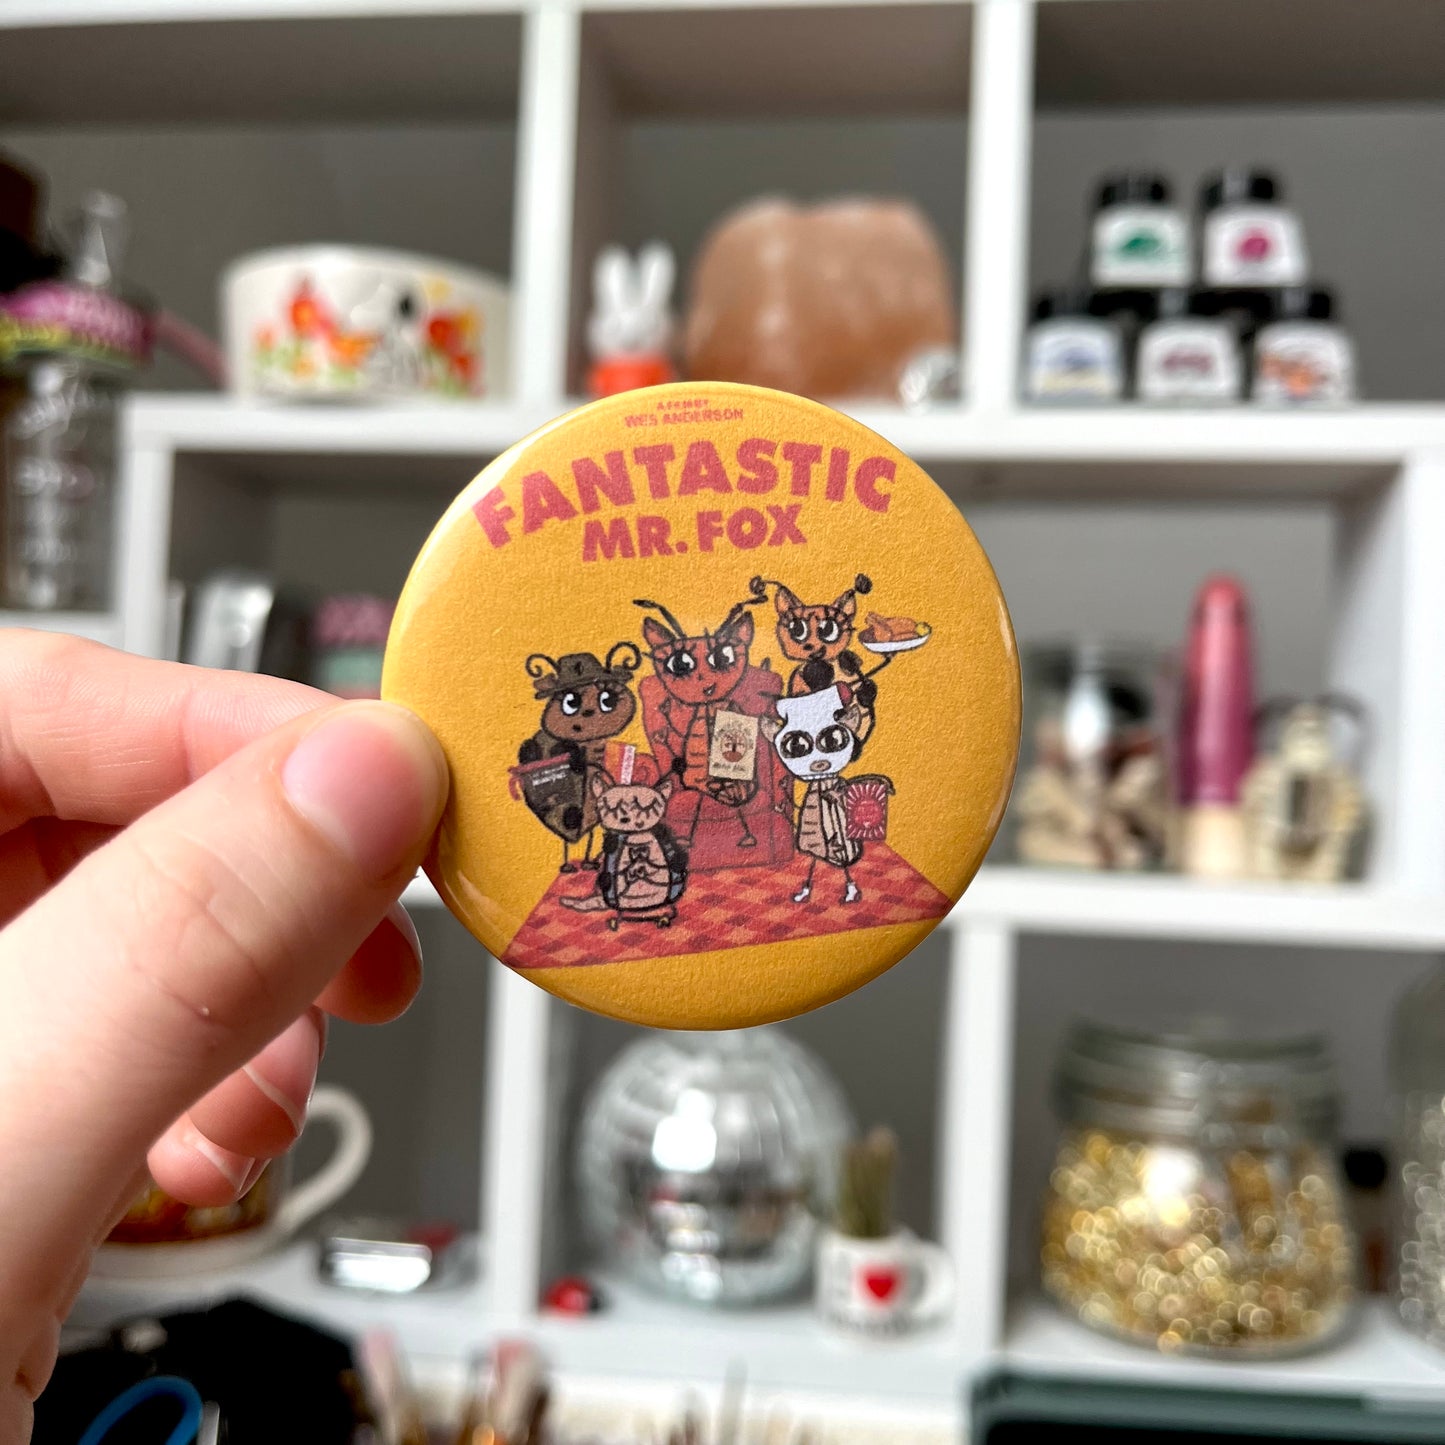 A FILM BY
WES ANDERSON
FANTASTIC
MR. FOX